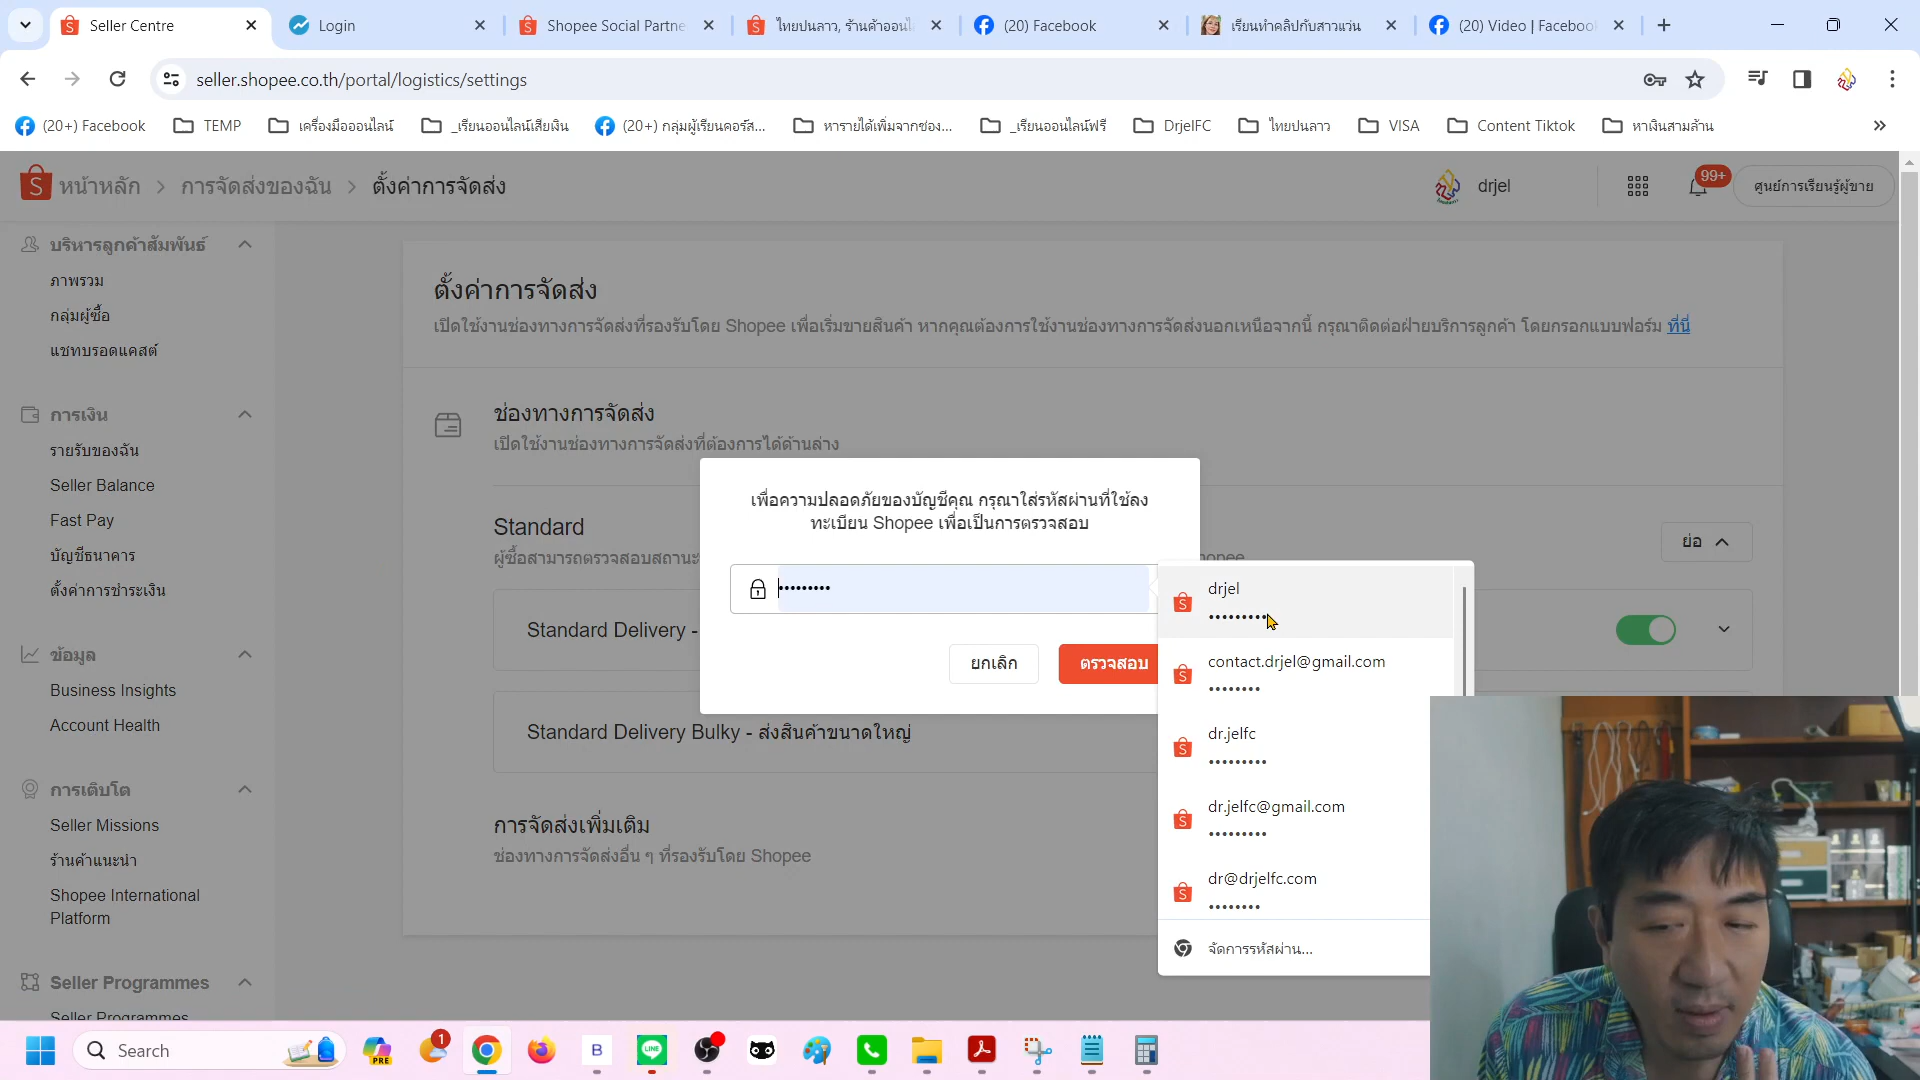 Seller Centre
Login
Shopee Social Partne
ไทยปนลาว, ร้านค้าออนไ
(20) Facebook
เรียนทำคลิปกับสาวแว่น
(20) Video | Facebook
seller.shopee.co.th/portal/logistics/settings
(20+) Facebook
TEMP
เครื่องมือออนไลน์
_เรียนออนไลน์เสียเงิน
(20+) กลุ่มผู้เรียนคอร์ส...
หารายได้เพิ่มจากช่อง...
_เรียนออนไลน์ฟรี
DrjelFC
ไทยปนลาว
VISA
Content Tiktok
หาเงินสามล้าน
หน้าหลัก > การจัดส่งของฉัน > ตั้งค่าการจัดส่ง
drjel
99+
ศูนย์การเรียนรู้ผู้ขาย
บริหารลูกค้าสัมพันธ์
ภาพรวม
กลุ่มผู้ซื้อ
แชทบรอดแคสต์
การเงิน
รายรับของฉัน
Seller Balance
Fast Pay
บัญชีธนาคาร
ตั้งค่าการชำระเงิน
ข้อมูล
Business Insights
Account Health
การเติบโต
Seller Missions
ร้านค้าแนะนำ
Shopee International
Platform
Seller Programmes
Seller Programmes
ตั้งค่าการจัดส่ง
เปิดใช้งานช่องทางการจัดส่งที่รองรับโดย Shopee เพื่อเริ่มขายสินค้า หากคุณต้องการใช้งานช่องทางการจัดส่งนอกเหนือจากนี้ กรุณาติดต่อฝ่ายบริการลูกค้า โดยกรอกแบบฟอร์ม ที่นี่
ช่องทางการจัดส่ง
เปิดใช้งานช่องทางการจัดส่งที่ต้องการได้ด้านล่าง
Standard
ผู้ซื้อสามารถตรวจสอบสถานะ
hopee
ย่อ
Standard Delivery -
Standard Delivery Bulky - ส่งสินค้าขนาดใหญ่
การจัดส่งเพิ่มเติม
ช่องทางการจัดส่งอื่น ๆ ที่รองรับโดย Shopee
เพื่อความปลอดภัยของบัญชีคุณ กรุณาใส่รหัสผ่านที่ใช้ลง
ทะเบียน Shopee เพื่อเป็นการตรวจสอบ
•••••••••
ยกเลิก
ตรวจสอบ
drjel
•••••••••
contact.drjel@gmail.com
••••••••
dr.jelfc
•••••••••
dr.jelfc@gmail.com
•••••••••
dr@drjelfc.com
••••••••
จัดการรหัสผ่าน...
Search
PRE
1
B
LINE